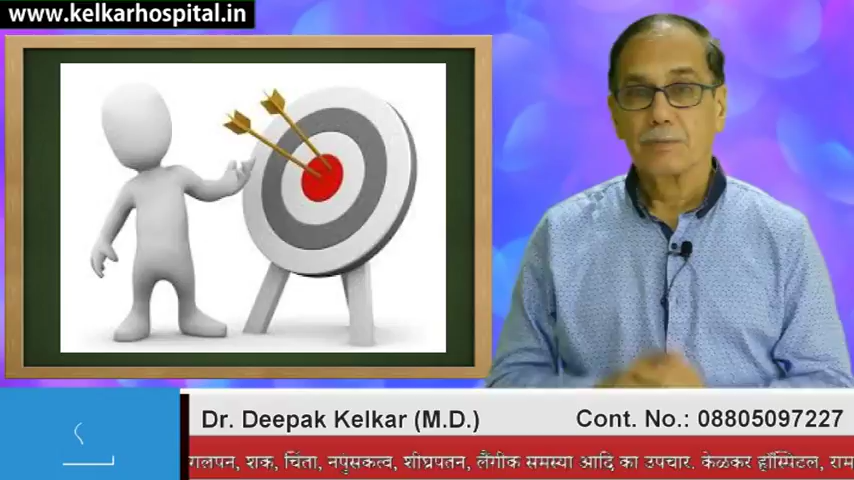 www.kelkarhospital.in
Dr. Deepak Kelkar (M.D.)
Cont. No.: 08805097227
शक, चिंता, नपुसकत्व, शीघ्रपतन, लैंगीक समस्या आदि का उपचार. केळकर हॉस्पिटल,